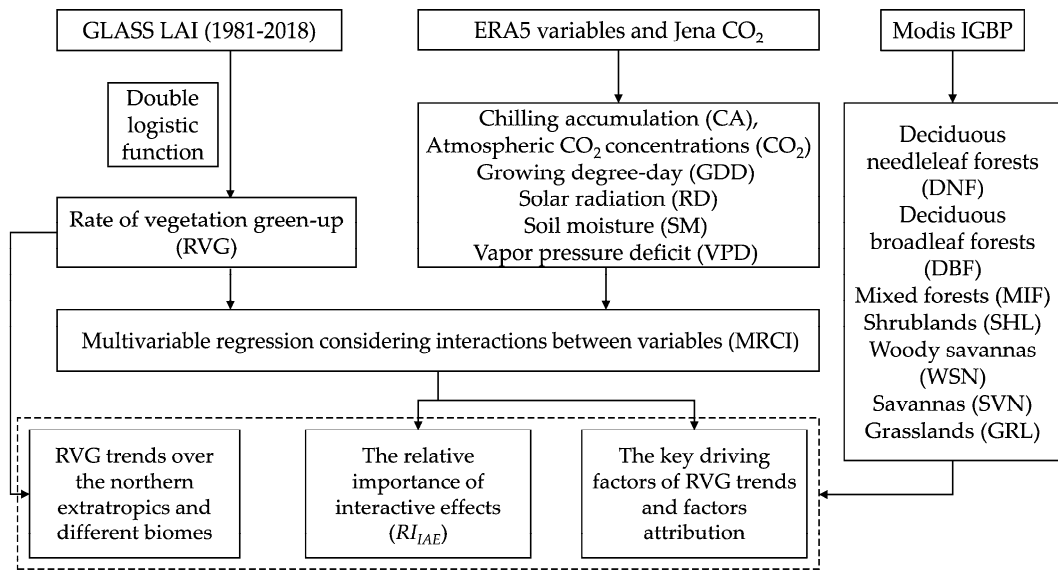 GLASS LAI (1981-2018)
ERA5 variables and Jena CO₂
Modis IGBP
Double
logistic
function
Chilling accumulation (CA),
Atmospheric CO₂ concentrations (CO₂)
Growing degree-day (GDD)
Solar radiation (RD)
Soil moisture (SM)
Vapor pressure deficit (VPD)
Deciduous
needleleaf forests
(DNF)
Deciduous
broadleaf forests
(DBF)
Mixed forests (MIF)
Shrublands (SHL)
Woody savannas
(WSN)
Savannas (SVN)
Grasslands (GRL)
Rate of vegetation green-up
(RVG)
Multivariable regression considering interactions between variables (MRCI)
RVG trends over
the northern
extratropics and
different biomes
The relative
importance of
interactive effects
(RI_IAE)
The key driving
factors of RVG trends
and factors
attribution